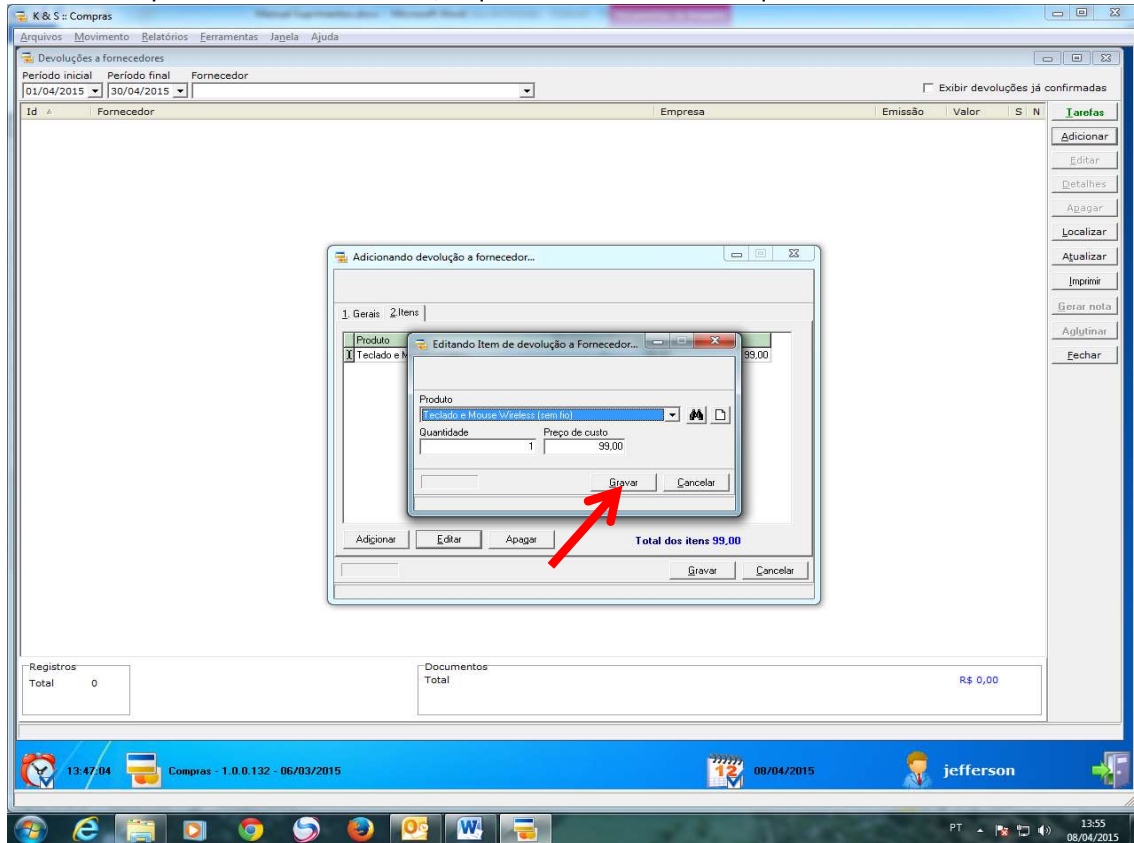 K & S :: Compras
Arquivos Movimento Relatórios Ferramentas Janela Ajuda
Devoluções a fornecedores
Período inicial Período final Fornecedor
01/04/2015 30/04/2015
Exibir devoluções já confirmadas
Id Fornecedor Empresa Emissão Valor S N
Tarefas
Adicionar
Editar
Detalhes
Apagar
Localizar
Atualizar
Imprimir
Gerar nota
Aglutinar
Fechar
Adicionando devolução a fornecedor...
1. Gerais 2.Itens
Produto
Teclado e M 99,00
Editando Item de devolução a Fornecedor...
Produto
Teclado e Mouse Wireless (sem fio)
Quantidade Preço de custo
1 99,00
Gravar Cancelar
Adicionar Editar Apagar Total dos itens 99,00
Gravar Cancelar
Registros
Total 0
Documentos
Total R$ 0,00
13:47:04 Compras - 1.0.0.132 - 06/03/2015 12 08/04/2015 jefferson
PT 13:55
08/04/2015